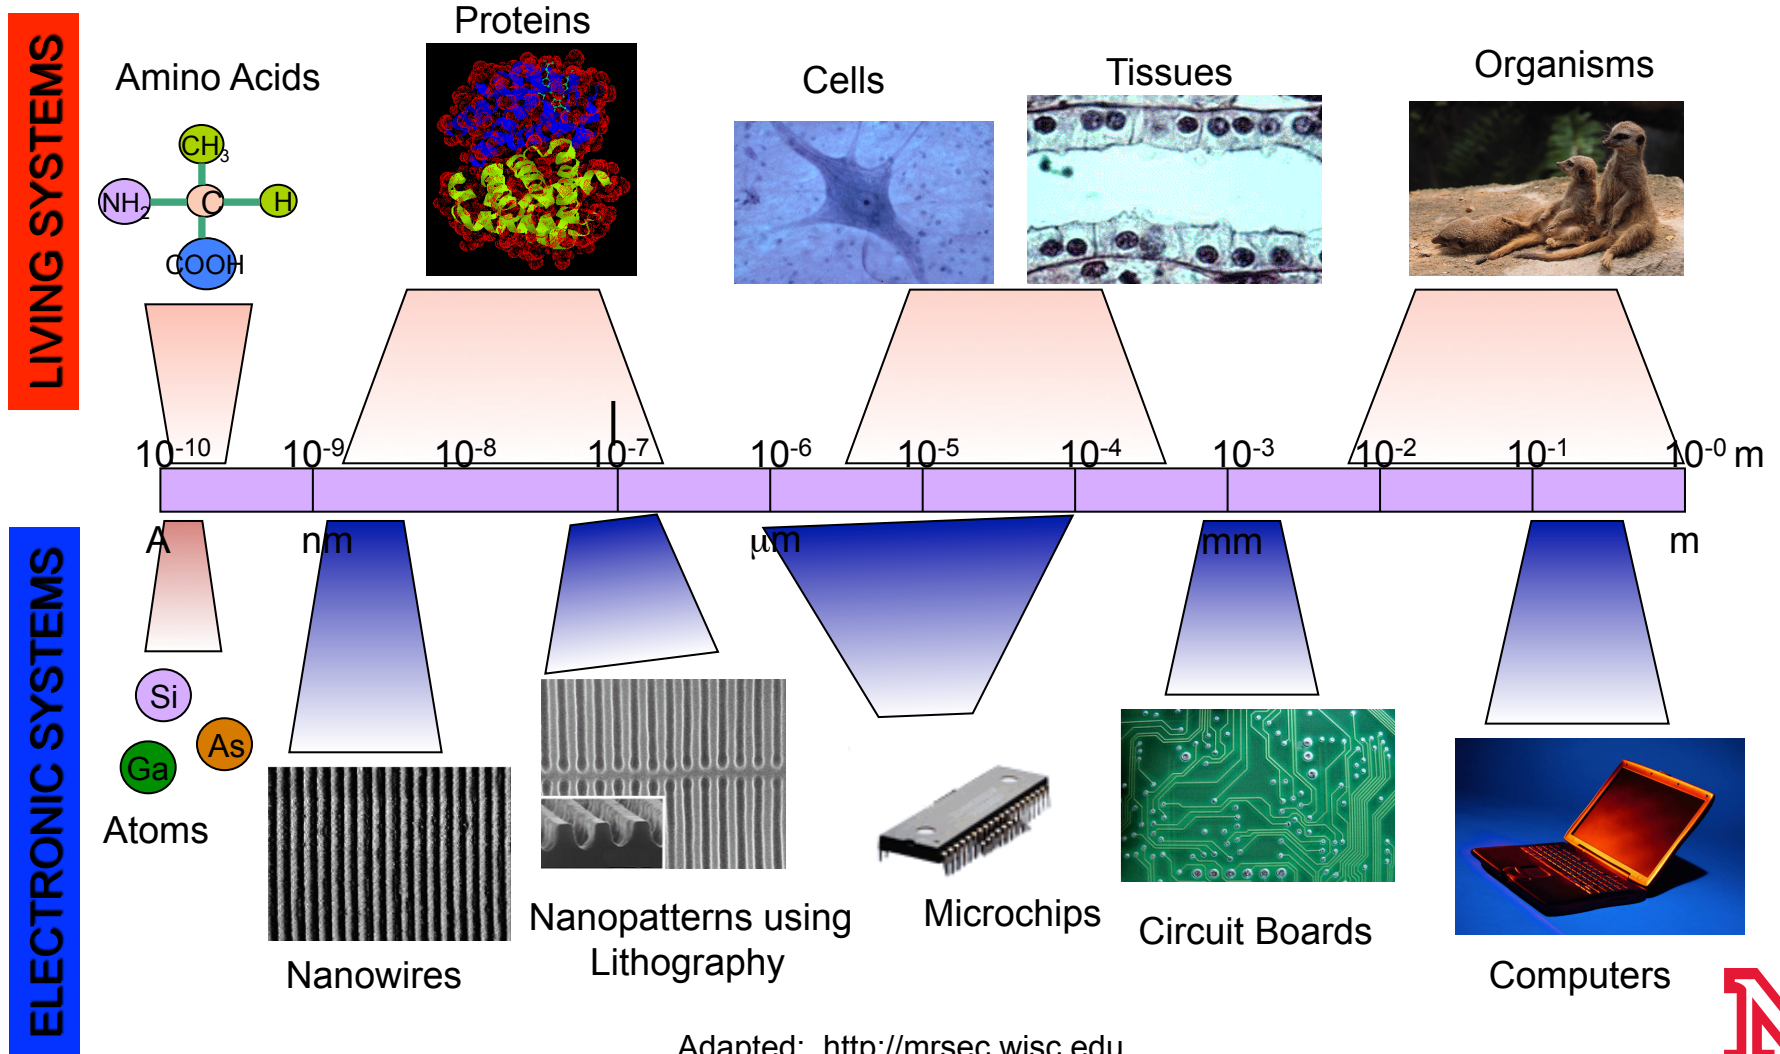 LIVING SYSTEMS
Proteins
Amino Acids
Cells
Tissues
Organisms
CH3
NH2
C
H
COOH
10-10
10-9
10-8
10-7
10-6
10-5
10-4
10-3
10-2
10-1
10-0 m
A
nm
μm
mm
m
ELECTRONIC SYSTEMS
Si
As
Ga
Atoms
Nanowires
Nanopatterns using
Lithography
Microchips
Circuit Boards
Computers
N
Adapted: http://mrsec.wisc.edu